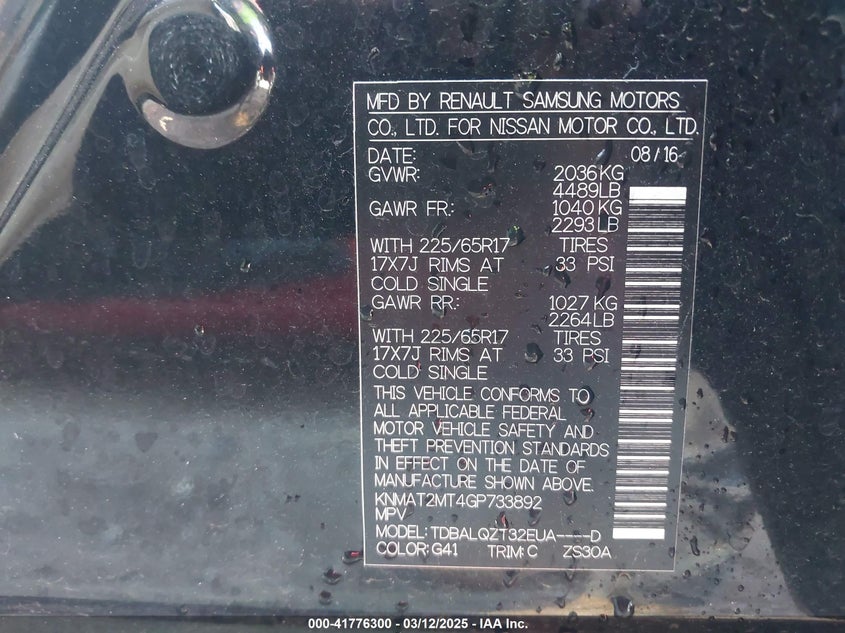 MFD BY RENAULT SAMSUNG MOTORS
CO., LTD. FOR NISSAN MOTOR CO., LTD.
DATE: 08/16
GVWR: 2036 KG
4489LB
GAWR FR.: 1040 KG
2293 LB
WITH 225/65R17 TIRES
17X7J RIMS AT 33 PSI
COLD SINGLE
GAWR RR.: 1027 KG
2264LB
WITH 225/65R17 TIRES
17X7J RIMS AT 33 PSI
COLD SINGLE
THIS VEHICLE CONFORMS TO
ALL APPLICABLE FEDERAL
MOTOR VEHICLE SAFETY AND
THEFT PREVENTION STANDARDS
IN EFFECT ON THE DATE OF
MANUFACTURE SHOWN ABOVE.
KNMAT2MT4GP733892
MPV
MODEL: TDBALQZT32EUA----D
COLOR: G41 TRIM: C ZS30A
000-41776300 - 03/12/2025 - IAA Inc.